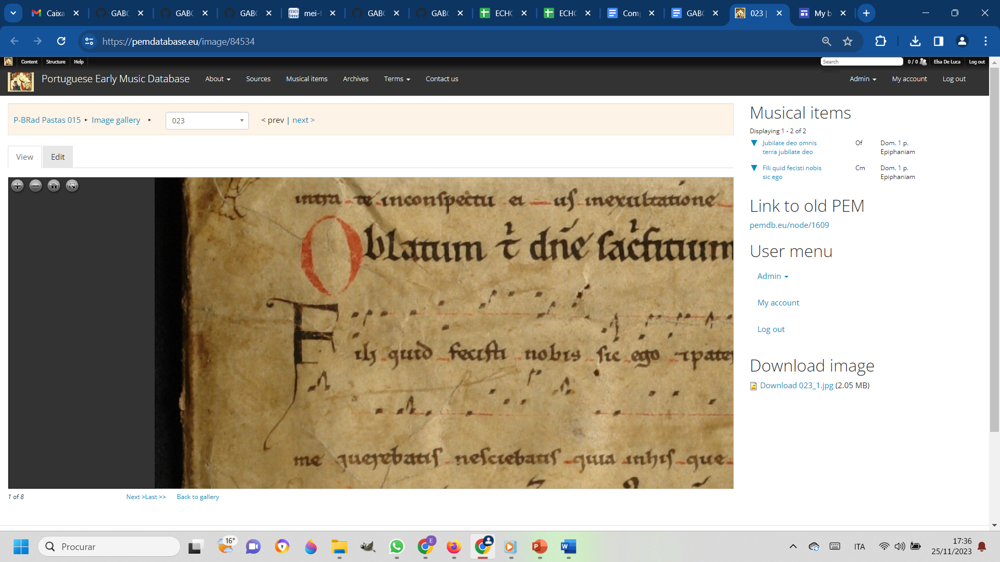 Caixa
GABC
GABC
GABC
mei-f
GABC
GABC
ECHO
ECHO
Comp
GABC
023 |
My b
https://pemdatabase.eu/image/84534
Content Structure Help
Search
0 / 0
Elsa De Luca
Log out
Portuguese Early Music Database
About
Sources
Musical items
Archives
Terms
Contact us
Admin
My account
Log out
P-BRad Pastas 015 ▸ Image gallery ▸
023
< prev | next >
View
Edit
intra te inconspectu ei us inexultatione
Oblatum t̄ dn̄e sac̄ficium
Fili quid fecisti nobis sic ego
me querebatis nesciebatis quia inhis que
1 of 8
Next >Last >>
Back to gallery
Musical items
Displaying 1 - 2 of 2
Jubilate deo omnis terra jubilate deo
Of
Dom. 1 p. Epiphaniam
Fili quid fecisti nobis sic ego
Cm
Dom. 1 p. Epiphaniam
Link to old PEM
pemdb.eu/node/1609
User menu
Admin
My account
Log out
Download image
Download 023_1.jpg (2.05 MB)
Procurar
16°
E
ITA
17:36
25/11/2023